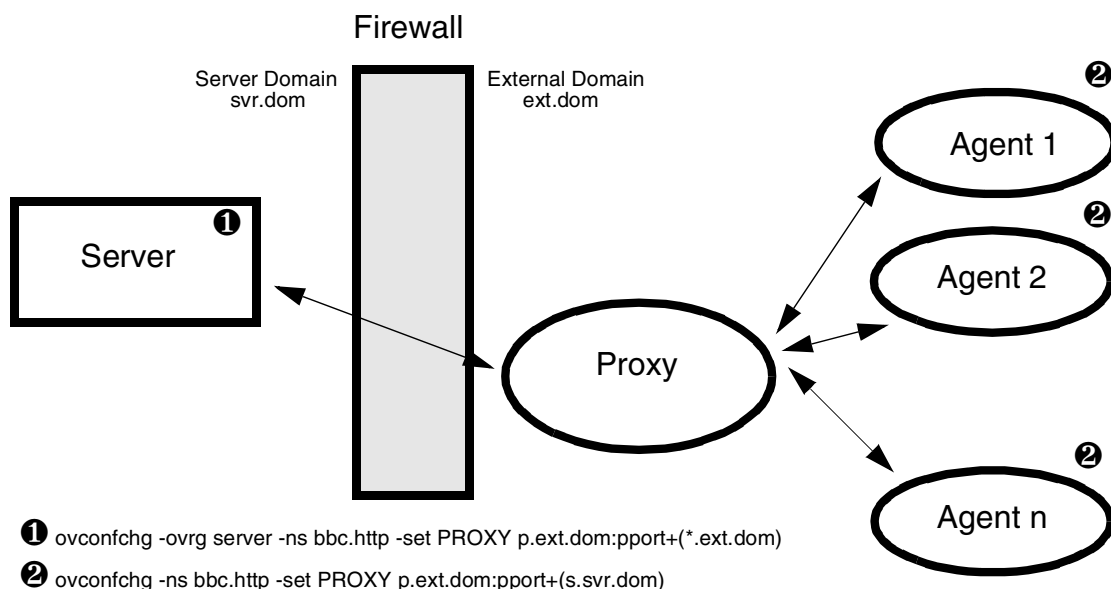 Firewall
Server Domain
svr.dom
External Domain
ext.dom
❷
Agent 1
❶
Server
❷
Agent 2
Proxy
❷
Agent n
❶ ovconfchg -ovrg server -ns bbc.http -set PROXY p.ext.dom:pport+(*.ext.dom)
❷ ovconfchg -ns bbc.http -set PROXY p.ext.dom:pport+(s.svr.dom)